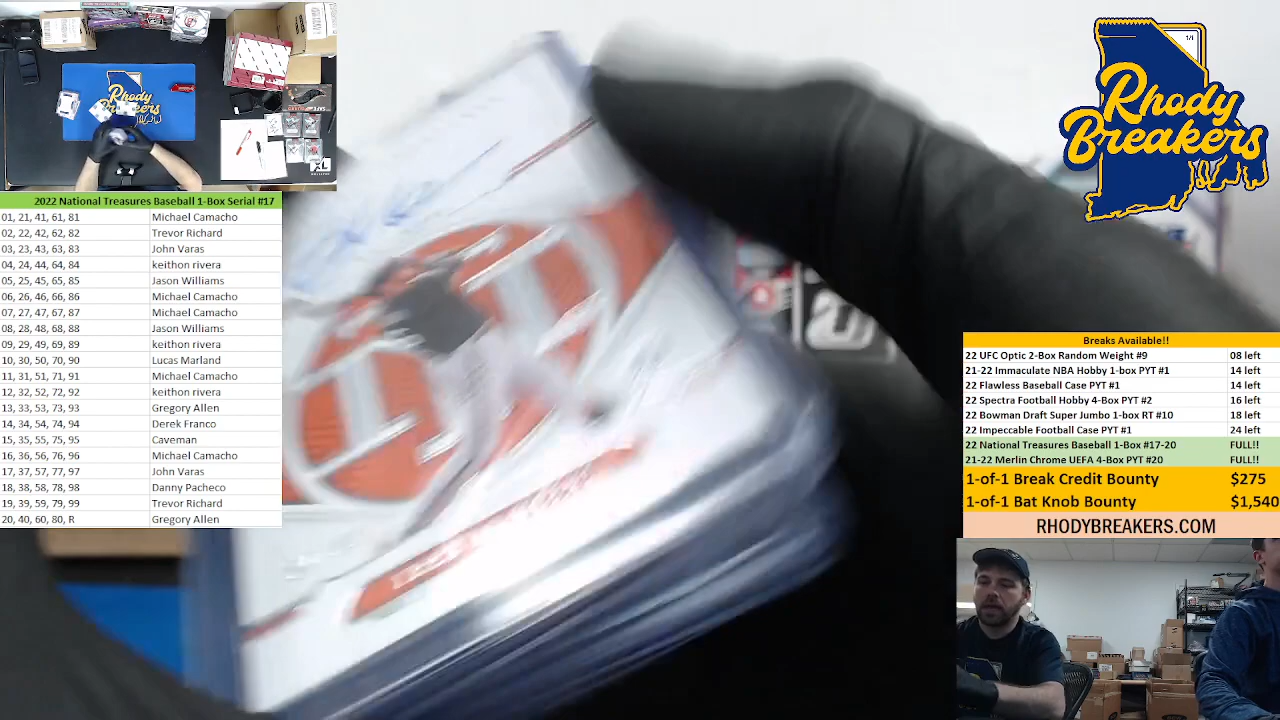 2022 National Treasures Baseball 1-Box Serial #17
01, 21, 41, 61, 81 Michael Camacho
02, 22, 42, 62, 82 Trevor Richard
03, 23, 43, 63, 83 John Varas
04, 24, 44, 64, 84 keithon rivera
05, 25, 45, 65, 85 Jason Williams
06, 26, 46, 66, 86 Michael Camacho
07, 27, 47, 67, 87 Michael Camacho
08, 28, 48, 68, 88 Jason Williams
09, 29, 49, 69, 89 keithon rivera
10, 30, 50, 70, 90 Lucas Marland
11, 31, 51, 71, 91 Michael Camacho
12, 32, 52, 72, 92 keithon rivera
13, 33, 53, 73, 93 Gregory Allen
14, 34, 54, 74, 94 Derek Franco
15, 35, 55, 75, 95 Caveman
16, 36, 56, 76, 96 Michael Camacho
17, 37, 57, 77, 97 John Varas
18, 38, 58, 78, 98 Danny Pacheco
19, 39, 59, 79, 99 Trevor Richard
20, 40, 60, 80, R Gregory Allen
1/1
Rhody
Breakers
Breaks Available!!
22 UFC Optic 2-Box Random Weight #9 08 left
21-22 Immaculate NBA Hobby 1-box PYT #1 14 left
22 Flawless Baseball Case PYT #1 14 left
22 Spectra Football Hobby 4-Box PYT #2 16 left
22 Bowman Draft Super Jumbo 1-box RT #10 18 left
22 Impeccable Football Case PYT #1 24 left
22 National Treasures Baseball 1-Box #17-20 FULL!!
21-22 Merlin Chrome UEFA 4-Box PYT #20 FULL!!
1-of-1 Break Credit Bounty $275
1-of-1 Bat Knob Bounty $1,540
RHODYBREAKERS.COM